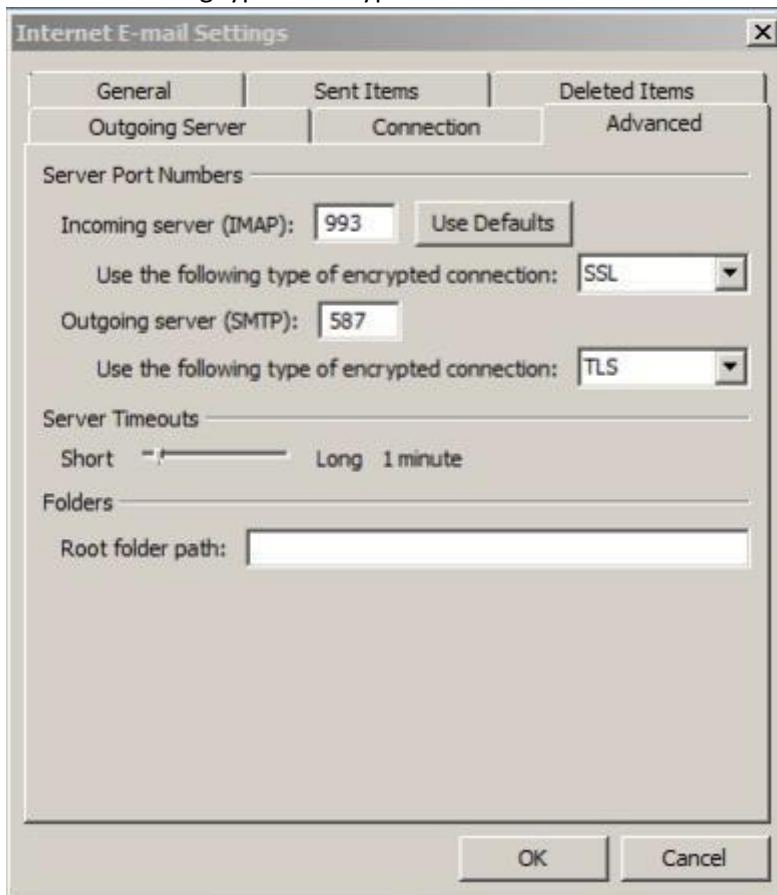 Internet E-mail Settings
General Sent Items Deleted Items
Outgoing Server Connection Advanced
Server Port Numbers
Incoming server (IMAP): 993 Use Defaults
Use the following type of encrypted connection: SSL
Outgoing server (SMTP): 587
Use the following type of encrypted connection: TLS
Server Timeouts
Short Long 1 minute
Folders
Root folder path:
OK Cancel